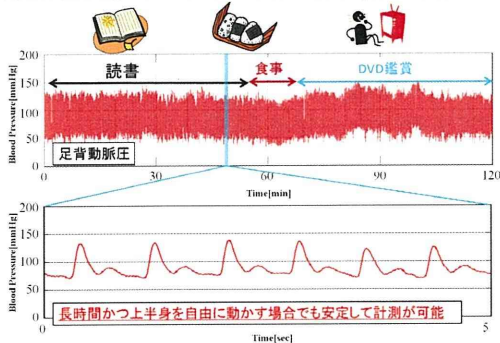 Blood Pressure[mmHg]
200
150
100
50
0
読書
食事
DVD鑑賞
足背動脈圧
0
30
60
90
120
Time[min]
Blood Pressure[mmHg]
200
150
100
50
0
長時間かつ上半身を自由に動かす場合でも安定して計測が可能
0
5
Time[sec]